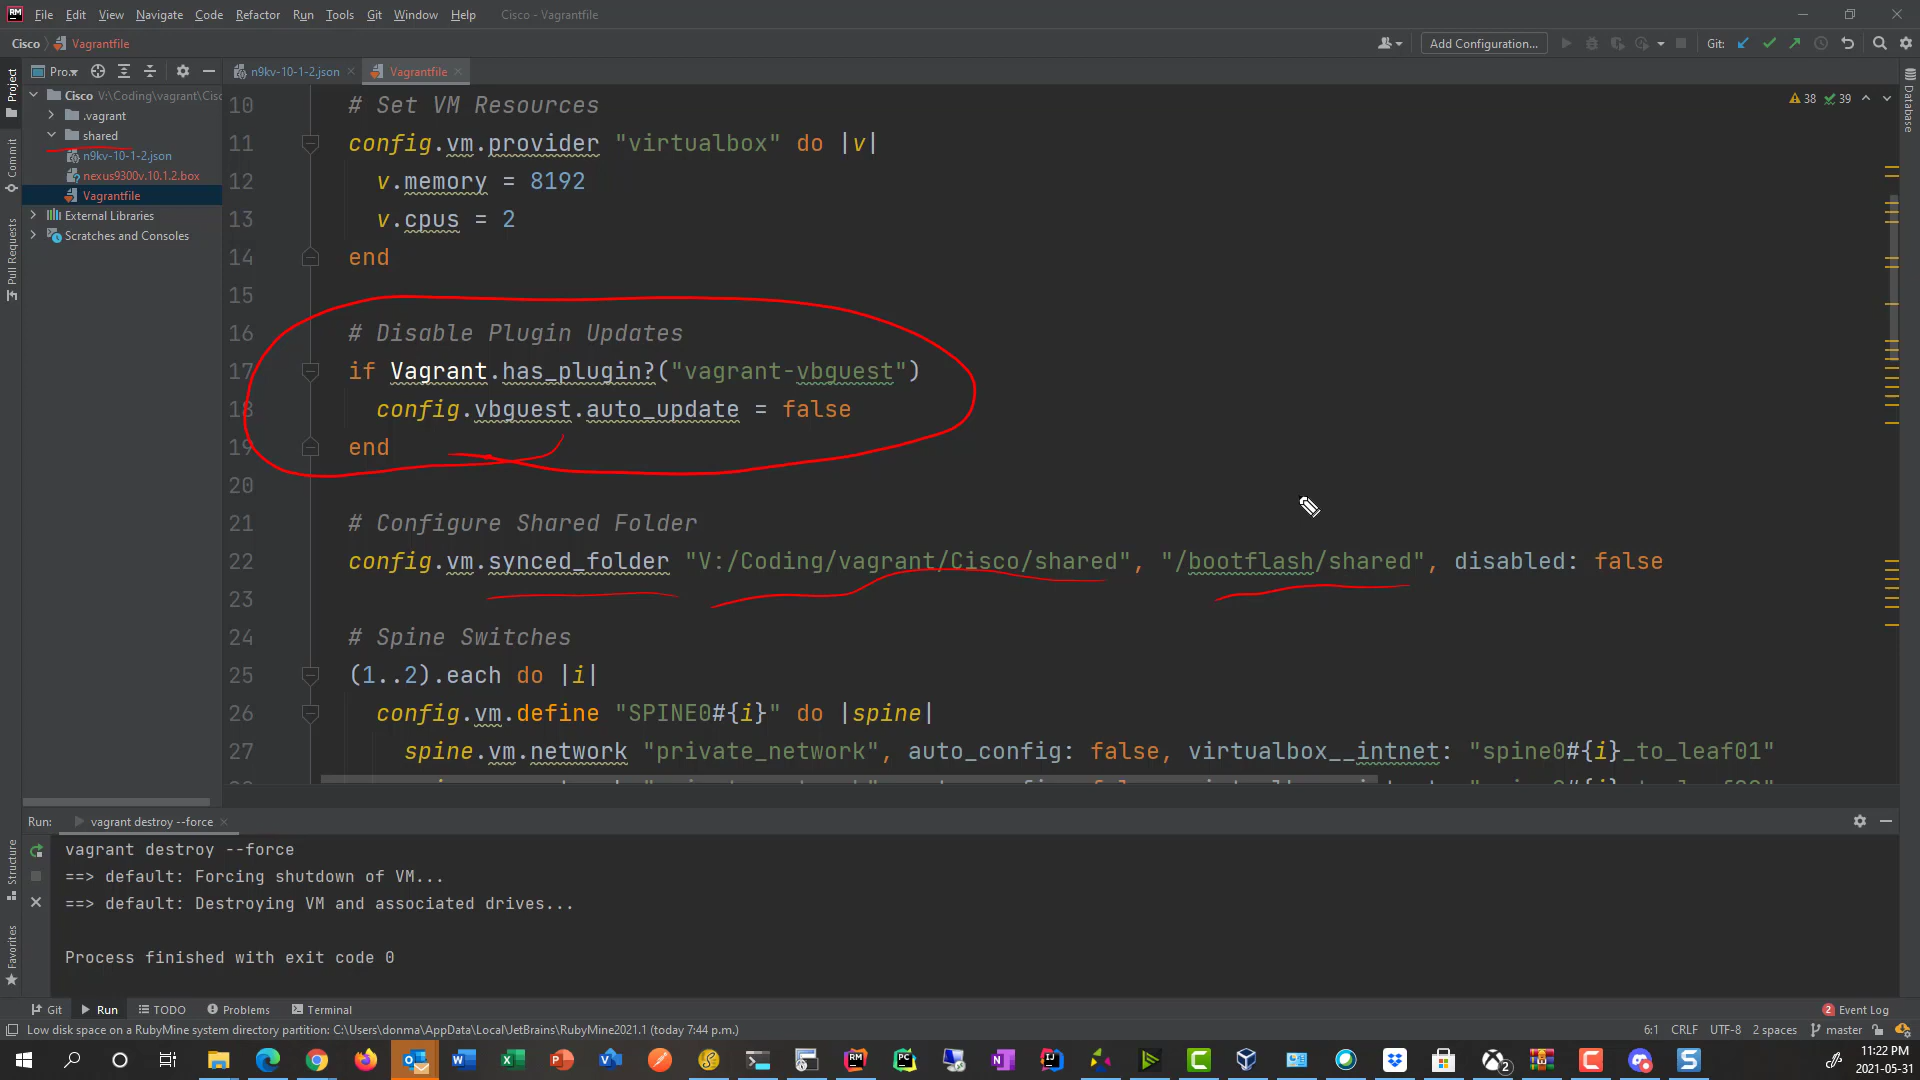 File Edit View Navigate Code Refactor Run Tools Git Window Help Cisco - Vagrantfile
Cisco Vagrantfile Add Configuration... Git:
Pro... n9kv-10-1-2.json Vagrantfile
Project
Commit
Pull Requests
Structure
Favorites
Database
Cisco V:\Coding\vagrant\Cisc
.vagrant
shared
n9kv-10-1-2.json
nexus9300v.10.1.2.box
Vagrantfile
External Libraries
Scratches and Consoles
38 39
10 # Set VM Resources
11 config.vm.provider "virtualbox" do |v|
12 v.memory = 8192
13 v.cpus = 2
14 end
15
16 # Disable Plugin Updates
17 if Vagrant.has_plugin?("vagrant-vbguest")
18 config.vbguest.auto_update = false
19 end
20
21 # Configure Shared Folder
22 config.vm.synced_folder "V:/Coding/vagrant/Cisco/shared", "/bootflash/shared", disabled: false
23
24 # Spine Switches
25 (1..2).each do |i|
26 config.vm.define "SPINE0#{i}" do |spine|
27 spine.vm.network "private_network", auto_config: false, virtualbox__intnet: "spine0#{i}_to_leaf01"
Run: vagrant destroy --force
vagrant destroy --force
==> default: Forcing shutdown of VM...
==> default: Destroying VM and associated drives...
Process finished with exit code 0
Git Run TODO Problems Terminal 2 Event Log
Low disk space on a RubyMine system directory partition: C:\Users\donma\AppData\Local\JetBrains\RubyMine2021.1 (today 7:44 p.m.) 6:1 CRLF UTF-8 2 spaces master
11:22 PM
2021-05-31